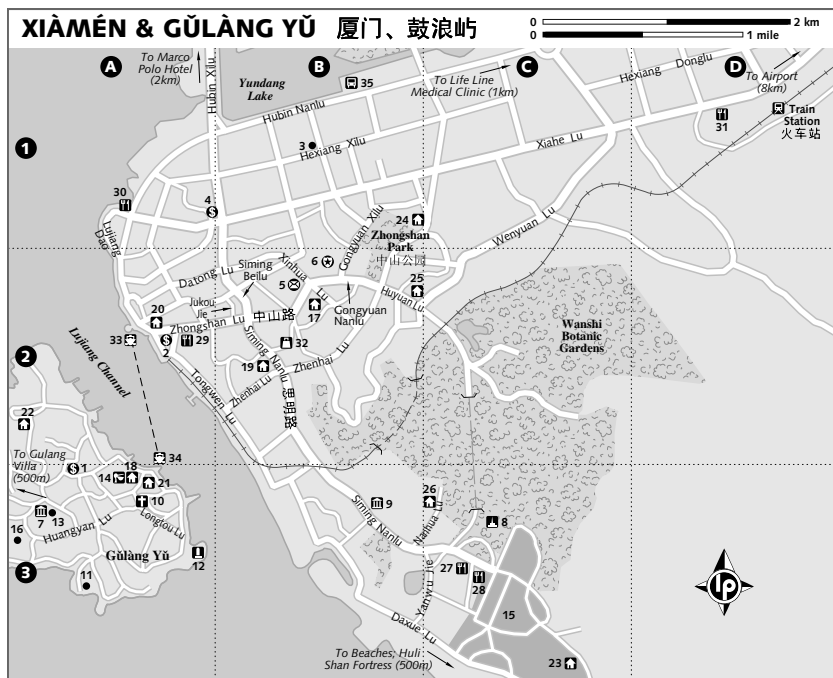 XIÀMÉN & GǓLÀNG YǓ 厦门、鼓浪屿
0 2 km
0 1 mile
A
B
C
D
To Marco
Polo Hotel
(2km)
Hubin Xilu
Yundang
Lake
35
To Life Line
Medical Clinic (1km)
Hexiang Donglu
To Airport
(8km)
Train
Station
火车站
31
Hubin Nanlu
3
Hexiang Xilu
Xiahe Lu
1
30
4
Lujiang
Dao
24
Gongyuan Xilu
Wenyuan Lu
Zhongshan
Park
中山公园
6
Siming
Beilu
Xinhua Lu
Datong Lu
5
25
Huyuan Lu
Jukou
Jie
中山路
17
Gongyuan
Nanlu
20
Zhongshan Lu
Wanshi
Botanic
Gardens
33
2
29
32
Siming Nanlu
思明路
Zhenhai Lu
19
Zhenhai Lu
Lujiang Channel
2
Tongwen Lu
22
34
To Gulang
Villa
(500m)
1
18
14
21
10
7
13
Longtou Lu
Huangyan Lu
16
Gǔlàng Yǔ
12
3
11
9
Siming Nanlu
26
Nanhua Lu
8
27
28
Yanwu Jie
15
Daxue Lu
To Beaches; Huli
Shan Fortress (500m)
23
lp